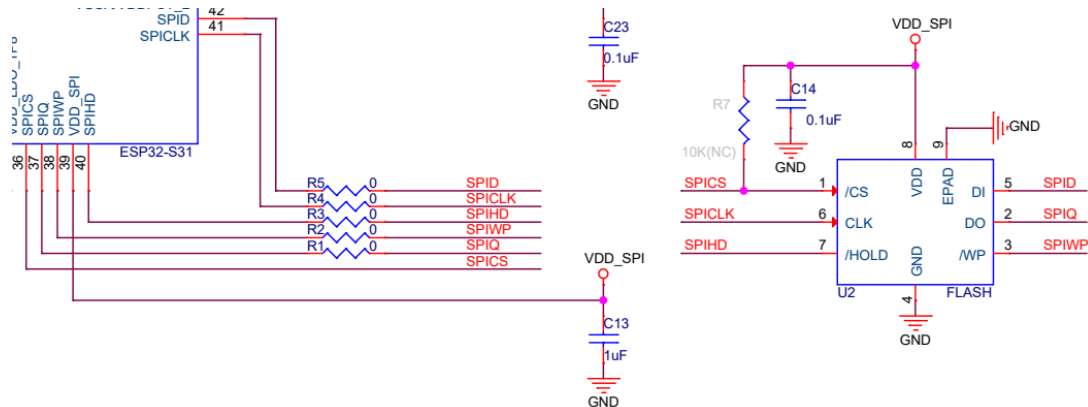 42
SPID
41
SPICLK
VDD_SPI
C23
0.1uF
GND
SPICS
SPIQ
SPIWP
VDD_SPI
SPIHD
ESP32-S31
36
37
38
39
40
R7
C14
0.1uF
GND
10K(NC)
GND
8
9
VDD
EPAD
R5 0 SPID
R4 0 SPICLK
R3 0 SPIHD
R2 0 SPIWP
R1 0 SPIQ
SPICS
SPICS 1 /CS
DI 5 SPID
SPICLK 6 CLK
DO 2 SPIQ
SPIHD 7 /HOLD
GND
/WP 3 SPIWP
VDD_SPI
U2
4
FLASH
C13
1uF
GND
GND